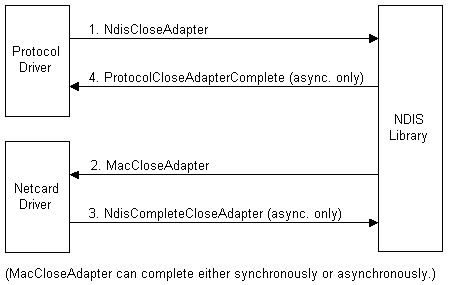 1. NdisCloseAdapter
Protocol
Driver
4. ProtocolCloseAdapterComplete (async. only)
NDIS
Library
2. MacCloseAdapter
Netcard
Driver
3. NdisCompleteCloseAdapter (async. only)
(MacCloseAdapter can complete either synchronously or asynchronously.)